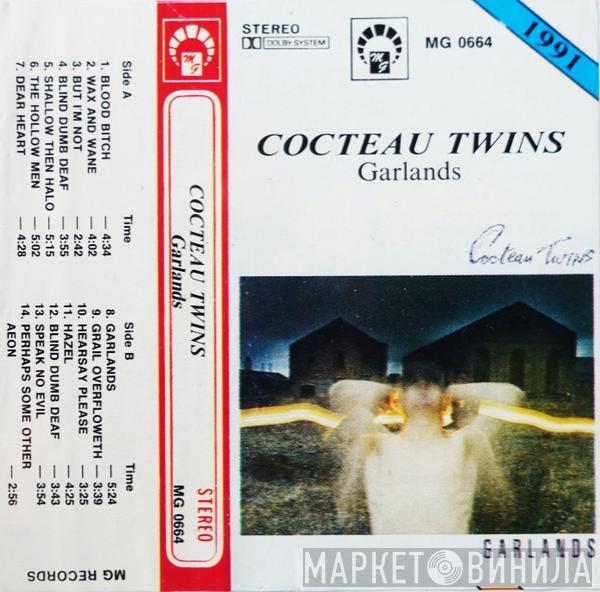 Side A Time
1. BLOOD BITCH — 4:34
2. WAX AND WANE — 4:02
3. BUT I'M NOT — 2:42
4. BLIND DUMB DEAF — 3:55
5. SHALLOW THEN HALO — 5:15
6. THE HOLLOW MEN — 5:02
7. DEAR HEART — 4:28
Side B Time
8. GARLANDS — 5:24
9. GRAIL OVERFLOWETH — 3:39
10. HEARSAY PLEASE — 3:25
11. HAZEL — 4:25
12. BLIND DUMB DEAF — 3:43
13. SPEAK NO EVIL — 3:54
14. PERHAPS SOME OTHER
AEON — 2:56
MG RECORDS
MG
COCTEAU TWINS
Garlands
STEREO
MG 0664
STEREO
DOLBY SYSTEM
MG
MG 0664
1991
COCTEAU TWINS
Garlands
Cocteau Twins
GARLANDS
МАРКЕТ ВИНИЛА